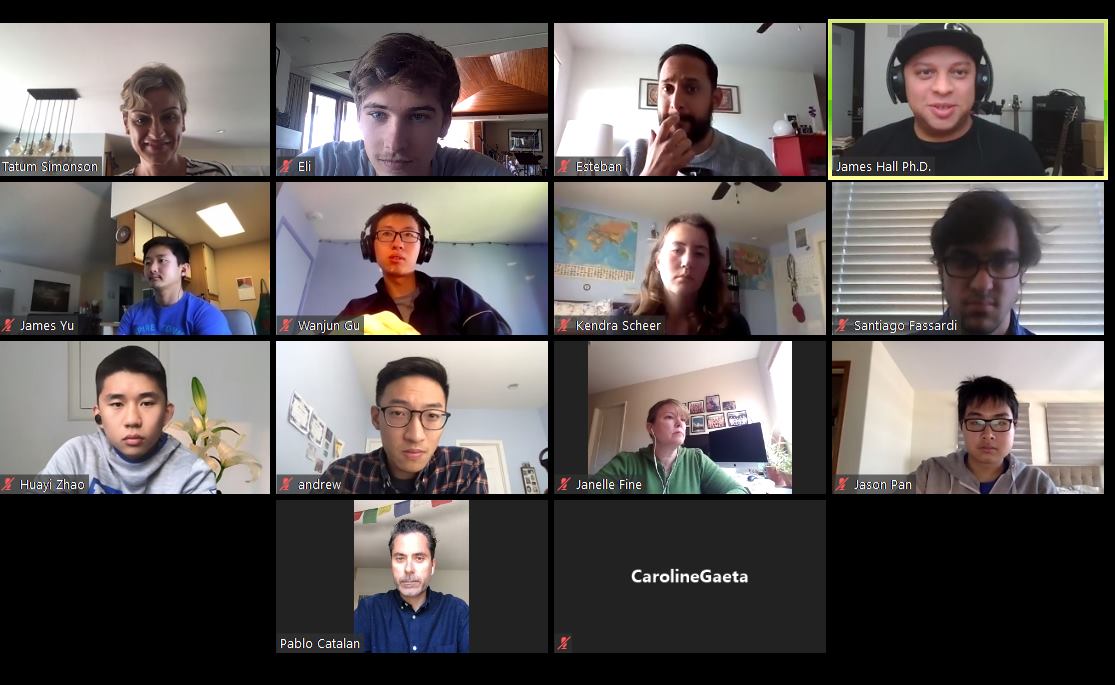 Tatum Simonson
Eli
Esteban
James Hall Ph.D.
James Yu
Wanjun Gu
Kendra Scheer
Santiago Fassardi
Huayi Zhao
andrew
Janelle Fine
Jason Pan
Pablo Catalan
CarolineGaeta